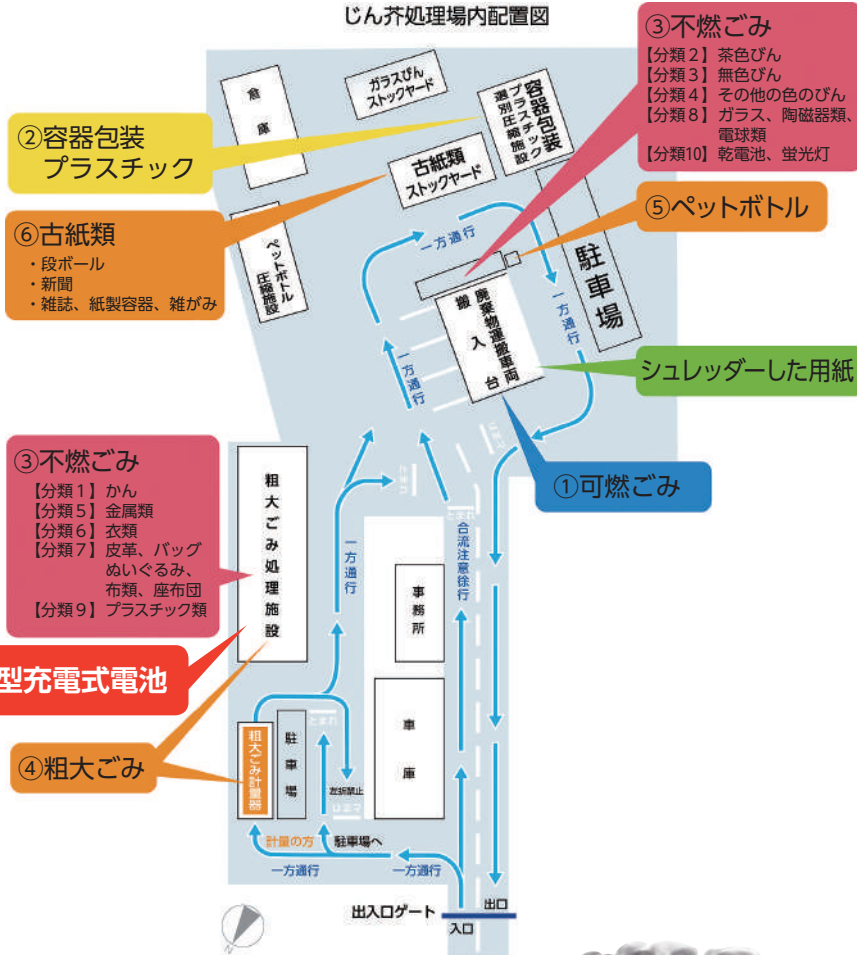 じん芥処理場内配置図
③不燃ごみ
【分類２】茶色びん
【分類３】無色びん
【分類４】その他の色のびん
【分類８】ガラス、陶磁器類、
電球類
【分類10】乾電池、蛍光灯
倉庫
ガラスびん
ストックヤード
容器包装
プラスチック
選別圧縮施設
②容器包装
プラスチック
古紙類
ストックヤード
⑤ペットボトル
⑥古紙類
・段ボール
・新聞
・雑誌、紙製容器、雑がみ
ペットボトル
圧縮施設
一方通行
駐車場
廃棄物運搬車両
搬入台
一方通行
一方通行
シュレッダーした用紙
①可燃ごみ
とまれ
とまれ
とまれ
③不燃ごみ
【分類１】かん
【分類５】金属類
【分類６】衣類
【分類７】皮革、バッグ
ぬいぐるみ、
布類、座布団
【分類９】プラスチック類
粗大ごみ処理施設
一方通行
合流注意徐行
事務所
型充電式電池
④粗大ごみ
粗大ごみ計量器
駐車場
とまれ
車庫
左折禁止
とまれ
計量の方
駐車場へ
一方通行
一方通行
出入口ゲート
出口
入口
N